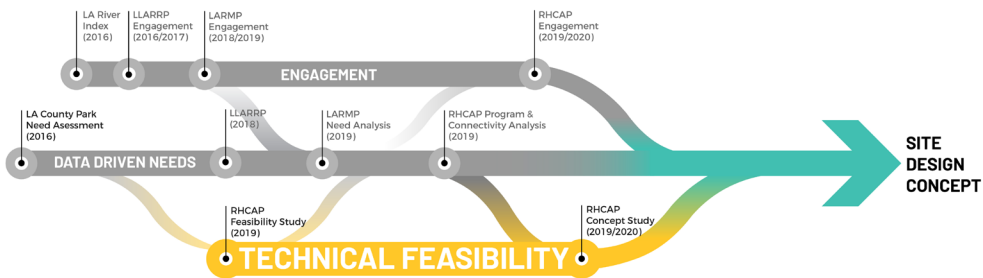 LA River
Index
(2016)
LLARRP
Engagement
(2016/2017)
LARMP
Engagement
(2018/2019)
RHCAP
Engagement
(2019/2020)
ENGAGEMENT
LA County Park
Need Asessment
(2016)
LLARRP
(2018)
LARMP
Need Analysis
(2019)
RHCAP Program &
Connectivity Analysis
(2019)
DATA DRIVEN NEEDS
SITE
DESIGN
CONCEPT
RHCAP
Feasibility Study
(2019)
RHCAP
Concept Study
(2019/2020)
TECHNICAL FEASIBILITY